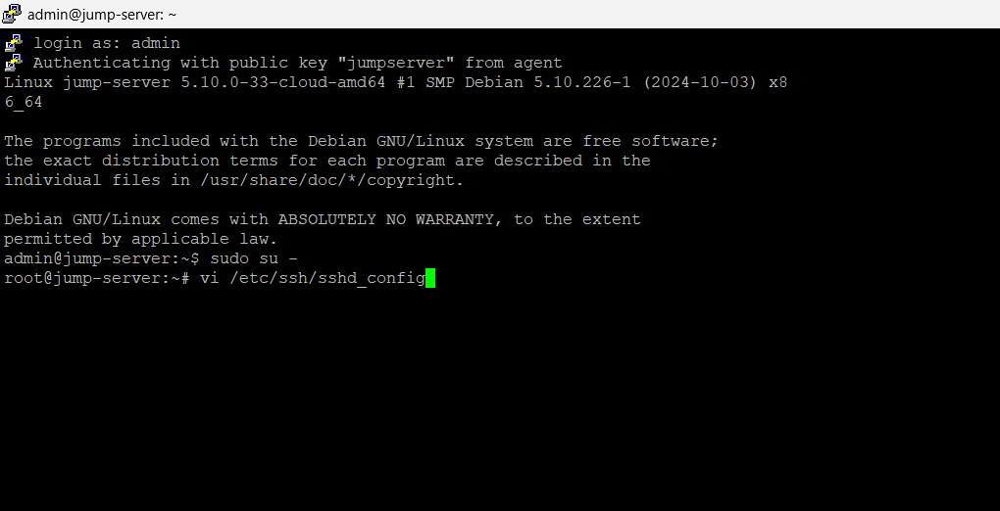 admin@jump-server: ~
login as: admin
Authenticating with public key "jumpserver" from agent
Linux jump-server 5.10.0-33-cloud-amd64 #1 SMP Debian 5.10.226-1 (2024-10-03) x8
6_64
The programs included with the Debian GNU/Linux system are free software;
the exact distribution terms for each program are described in the
individual files in /usr/share/doc/*/copyright.
Debian GNU/Linux comes with ABSOLUTELY NO WARRANTY, to the extent
permitted by applicable law.
admin@jump-server:~$ sudo su -
root@jump-server:~# vi /etc/ssh/sshd_config